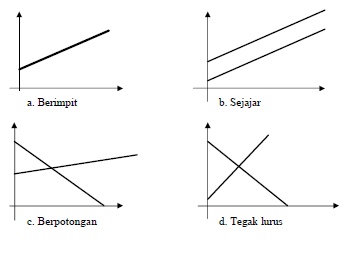 a. Berimpit
b. Sejajar
c. Berpotongan
d. Tegak lurus